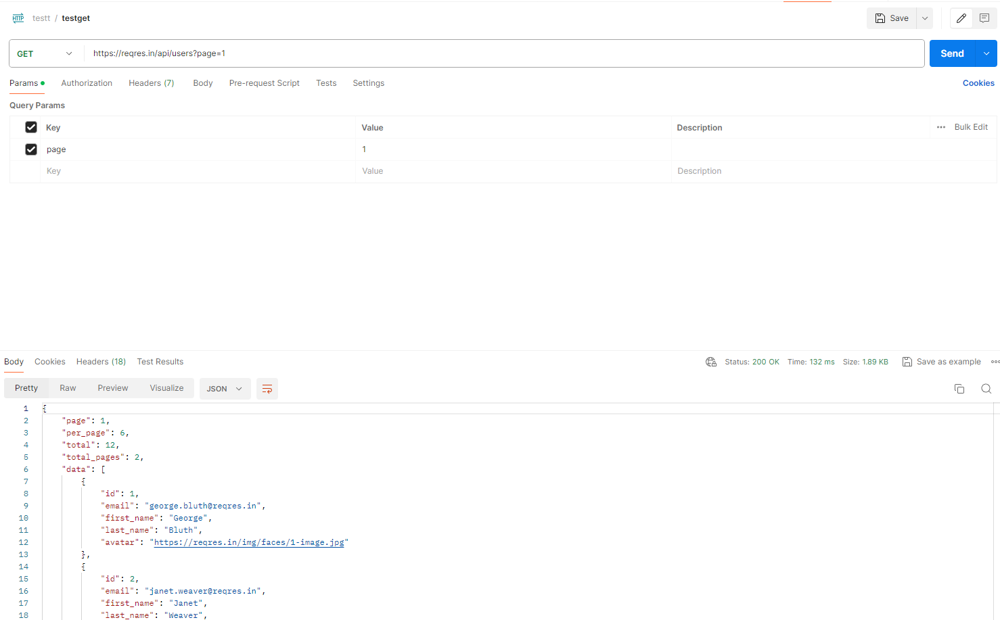 HTTP testt / testget Save
GET https://reqres.in/api/users?page=1 Send
Params Authorization Headers (7) Body Pre-request Script Tests Settings Cookies
Query Params
Key Value Description ••• Bulk Edit
page 1
Key Value Description
Body Cookies Headers (18) Test Results Status: 200 OK Time: 132 ms Size: 1.89 KB Save as example
Pretty Raw Preview Visualize JSON
1 {
2 "page": 1,
3 "per_page": 6,
4 "total": 12,
5 "total_pages": 2,
6 "data": [
7 {
8 "id": 1,
9 "email": "george.bluth@reqres.in",
10 "first_name": "George",
11 "last_name": "Bluth",
12 "avatar": "https://reqres.in/img/faces/1-image.jpg"
13 },
14 {
15 "id": 2,
16 "email": "janet.weaver@reqres.in",
17 "first_name": "Janet",
18 "last_name": "Weaver",